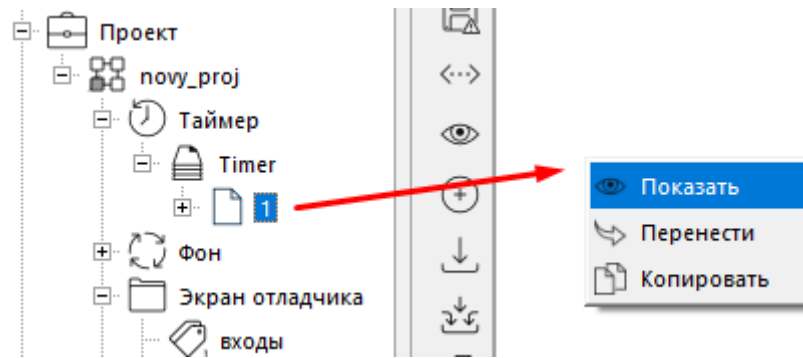 Проект
novy_proj
Таймер
Timer
1
Фон
Экран отладчика
входы
Показать
Перенести
Копировать